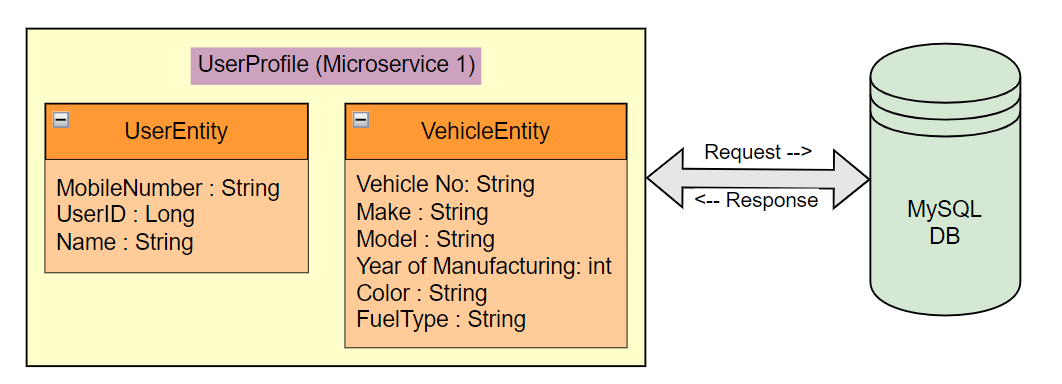 UserProfile (Microservice 1)
UserEntity
MobileNumber : String
UserID : Long
Name : String
VehicleEntity
Vehicle No: String
Make : String
Model : String
Year of Manufacturing: int
Color : String
FuelType : String
Request -->
<-- Response
MySQL
DB